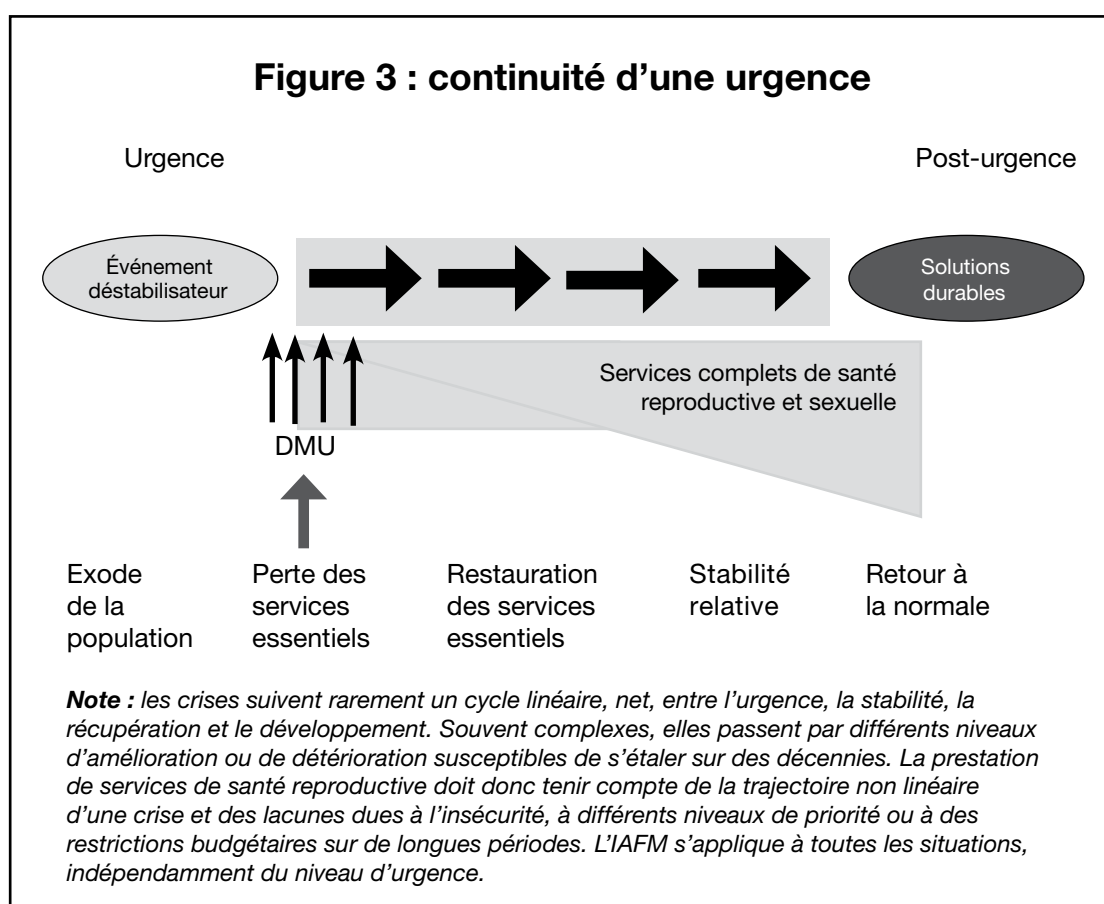 Figure 3 : continuité d’une urgence
Urgence
Post-urgence
Événement
déstabilisateur
Solutions
durables
Services complets de santé
reproductive et sexuelle
DMU
Exode
de la
population
Perte des
services
essentiels
Restauration
des services
essentiels
Stabilité
relative
Retour à
la normale
Note : les crises suivent rarement un cycle linéaire, net, entre l’urgence, la stabilité, la
récupération et le développement. Souvent complexes, elles passent par différents niveaux
d’amélioration ou de détérioration susceptibles de s’étaler sur des décennies. La prestation
de services de santé reproductive doit donc tenir compte de la trajectoire non linéaire
d’une crise et des lacunes dues à l’insécurité, à différents niveaux de priorité ou à des
restrictions budgétaires sur de longues périodes. L’IAFM s’applique à toutes les situations,
indépendamment du niveau d’urgence.